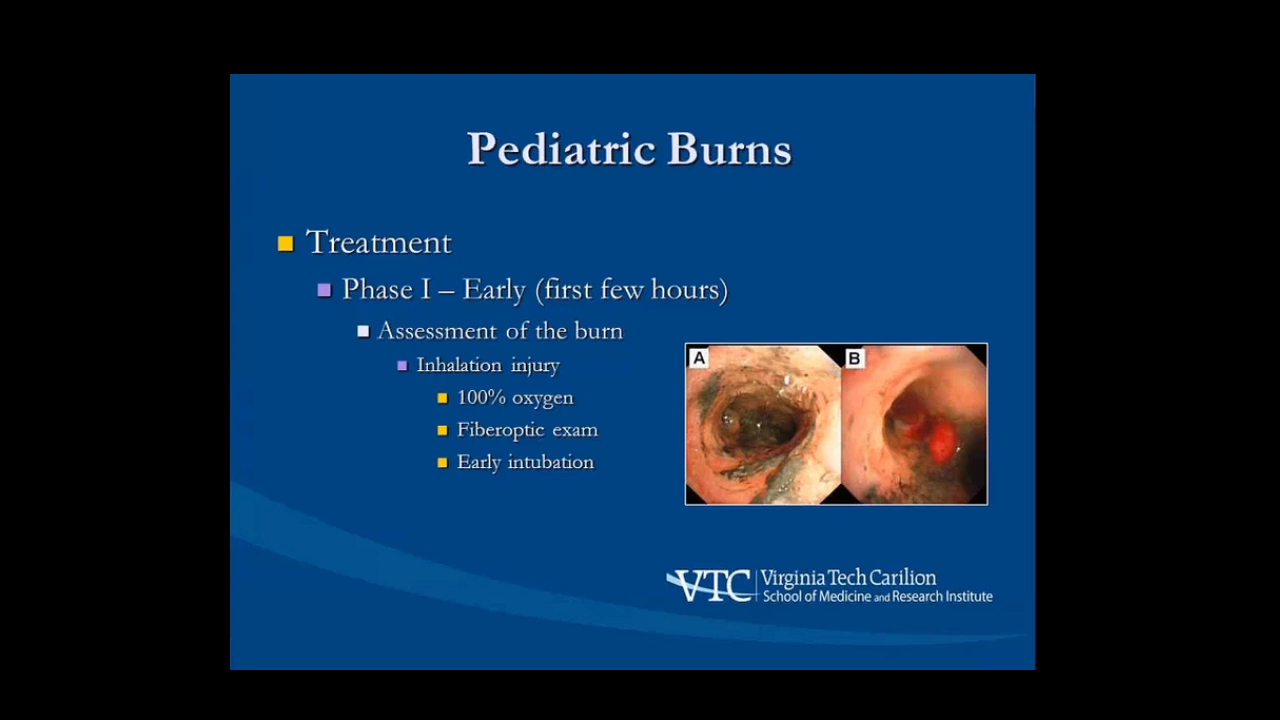 Pediatric Burns
Treatment
Phase I – Early (first few hours)
Assessment of the burn
Inhalation injury
100% oxygen
Fiberoptic exam
Early intubation
A B
VTC Virginia Tech Carilion
School of Medicine and Research Institute